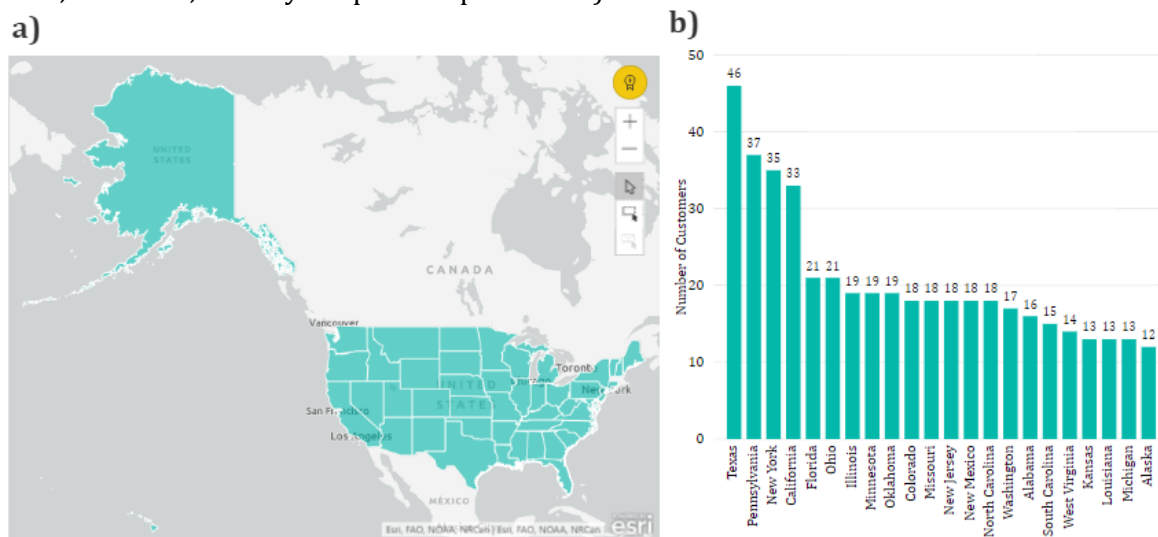 a)
b)
UNITED
STATES
CANADA
Vancouver
Toronto
Chicago
UNITED
STATES
New York
San Francisco
Los Angeles
MÉXICO
Esri, FAO, NOAA, NRCan | Esri, FAO, NOAA, NRCan
esri
Number of Customers
50
40
30
20
10
0
46
37
35
33
21
21
19
19
19
18
18
18
18
18
17
16
15
14
13
13
13
12
Texas
Pennsylvania
New York
California
Florida
Ohio
Illinois
Minnesota
Oklahoma
Colorado
Missouri
New Jersey
New Mexico
North Carolina
Washington
Alabama
South Carolina
West Virginia
Kansas
Louisiana
Michigan
Alaska